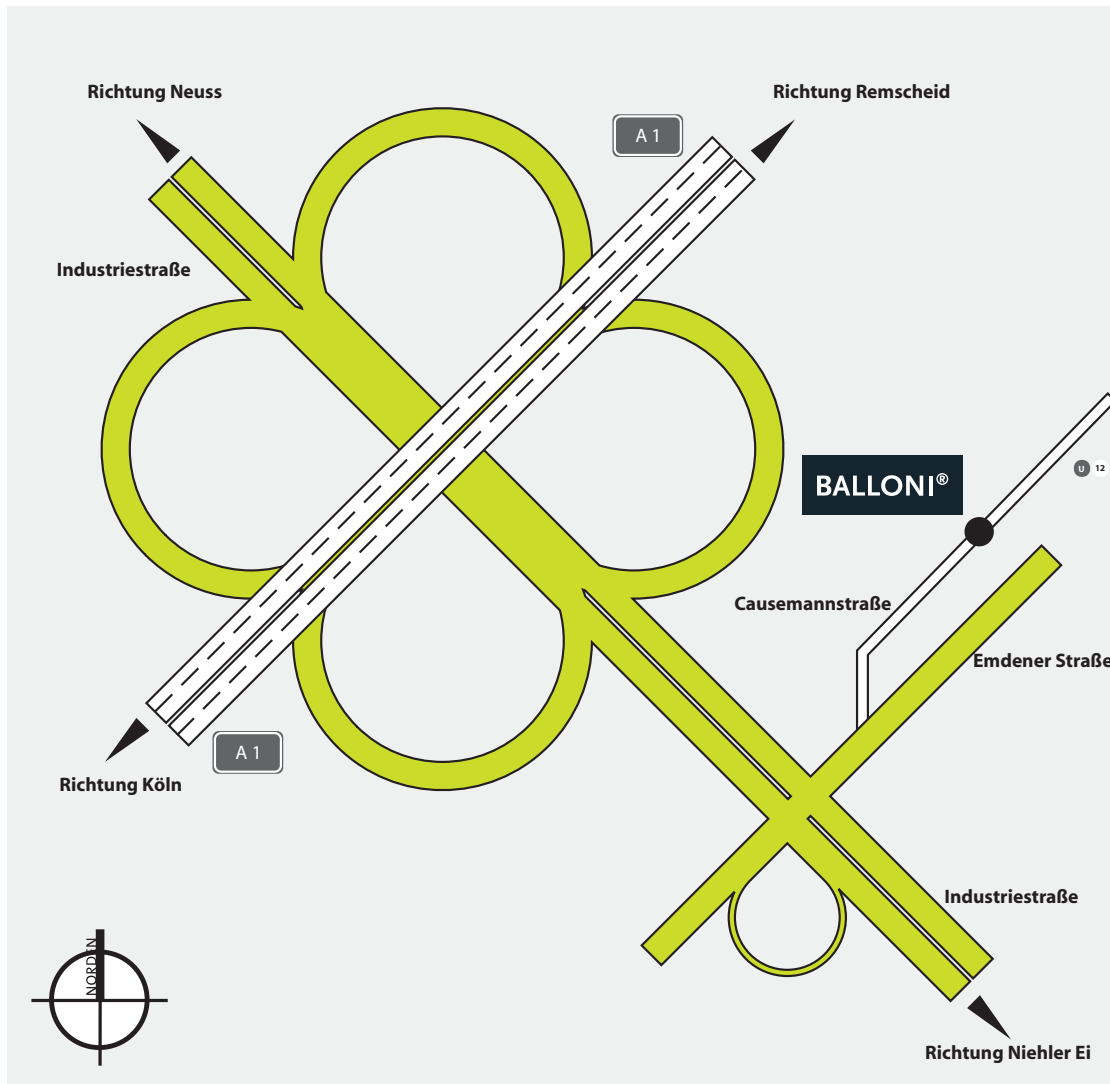 Richtung Neuss
Richtung Remscheid
A 1
Industriestraße
U 12
BALLONI®
Causemannstraße
Emdener Straße
A 1
Richtung Köln
Industriestraße
NORDEN
Richtung Niehler Ei